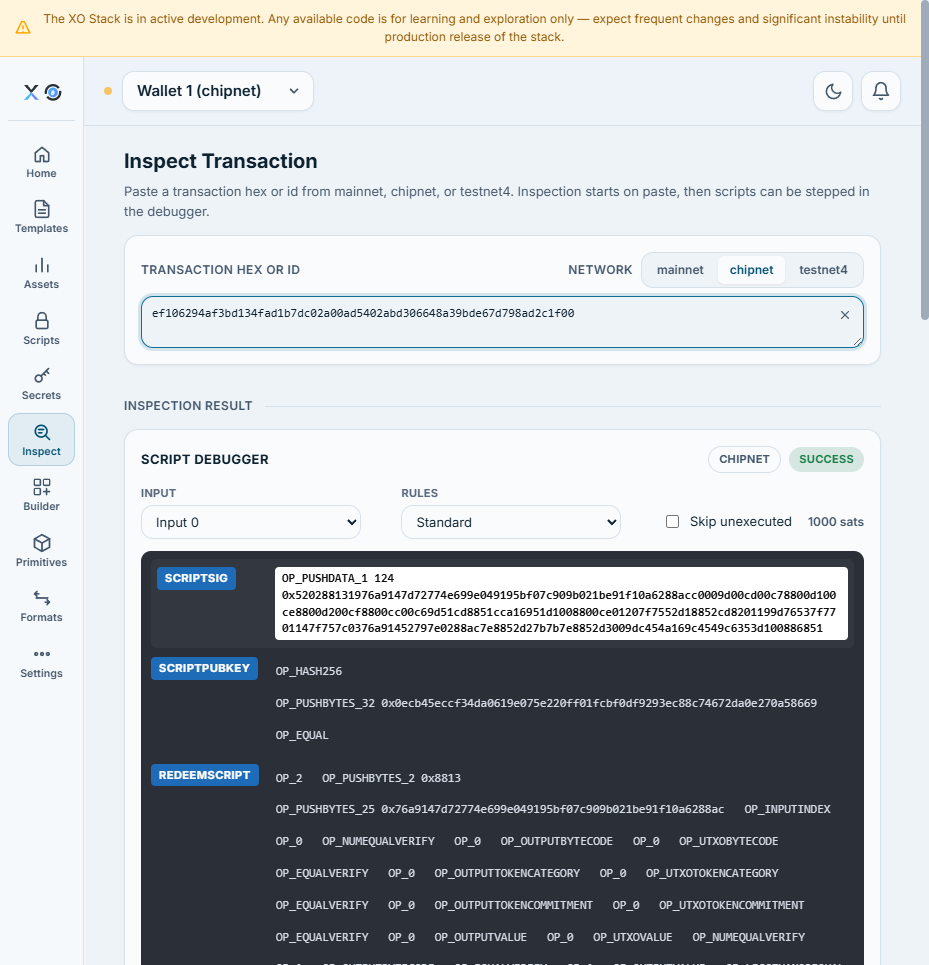 The XO Stack is in active development. Any available code is for learning and exploration only — expect frequent changes and significant instability until
production release of the stack.
XO
Wallet 1 (chipnet)
Home
Templates
Assets
Scripts
Secrets
Inspect
Builder
Primitives
Formats
Settings
Inspect Transaction
Paste a transaction hex or id from mainnet, chipnet, or testnet4. Inspection starts on paste, then scripts can be stepped in
the debugger.
TRANSACTION HEX OR ID
NETWORK
mainnet
chipnet
testnet4
ef106294af3bd134fad1b7dc02a00ad5402abd306648a39bde67d798ad2c1f00
INSPECTION RESULT
SCRIPT DEBUGGER
CHIPNET
SUCCESS
INPUT
RULES
Input 0
Standard
Skip unexecuted
1000 sats
SCRIPTSIG
OP_PUSHDATA_1 124
0x520288131976a9147d72774e699e049195bf07c909b021be91f10a6288acc0009d00cd00c78800d100
ce8800d200cf8800cc00c69d51cd8851cca16951d1008800ce01207f7552d18852cd8201199d76537f77
01147f757c0376a91452797e0288ac7e8852d27b7b7e8852d3009dc454a169c4549c6353d100886851
SCRIPTPUBKEY
OP_HASH256
OP_PUSHBYTES_32 0x0ecb45eccf34da0619e075e220ff01fcbf0df9293ec88c74672da0e270a58669
OP_EQUAL
REDEEMSCRIPT
OP_2 OP_PUSHBYTES_2 0x8813
OP_PUSHBYTES_25 0x76a9147d72774e699e049195bf07c909b021be91f10a6288ac OP_INPUTINDEX
OP_0 OP_NUMEQUALVERIFY OP_0 OP_OUTPUTBYTECODE OP_0 OP_UTXOBYTECODE
OP_EQUALVERIFY OP_0 OP_OUTPUTTOKENCATEGORY OP_0 OP_UTXOTOKENCATEGORY
OP_EQUALVERIFY OP_0 OP_OUTPUTTOKENCOMMITMENT OP_0 OP_UTXOTOKENCOMMITMENT
OP_EQUALVERIFY OP_0 OP_OUTPUTVALUE OP_0 OP_UTXOVALUE OP_NUMEQUALVERIFY